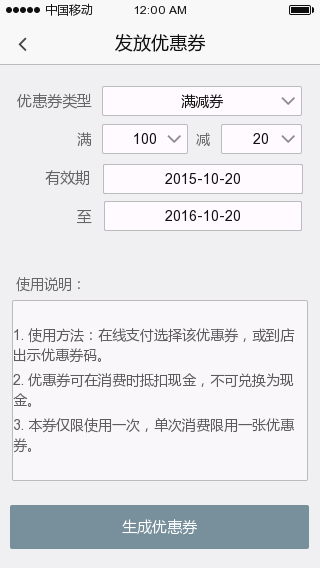 中国移动 12:00 AM
发放优惠券
优惠券类型 满减券
满 100 减 20
有效期 2015-10-20
至 2016-10-20
使用说明：
1. 使用方法：在线支付选择该优惠券，或到店
出示优惠券码。
2. 优惠券可在消费时抵扣现金，不可兑换为现
金。
3. 本券仅限使用一次，单次消费限用一张优惠
券。
生成优惠券